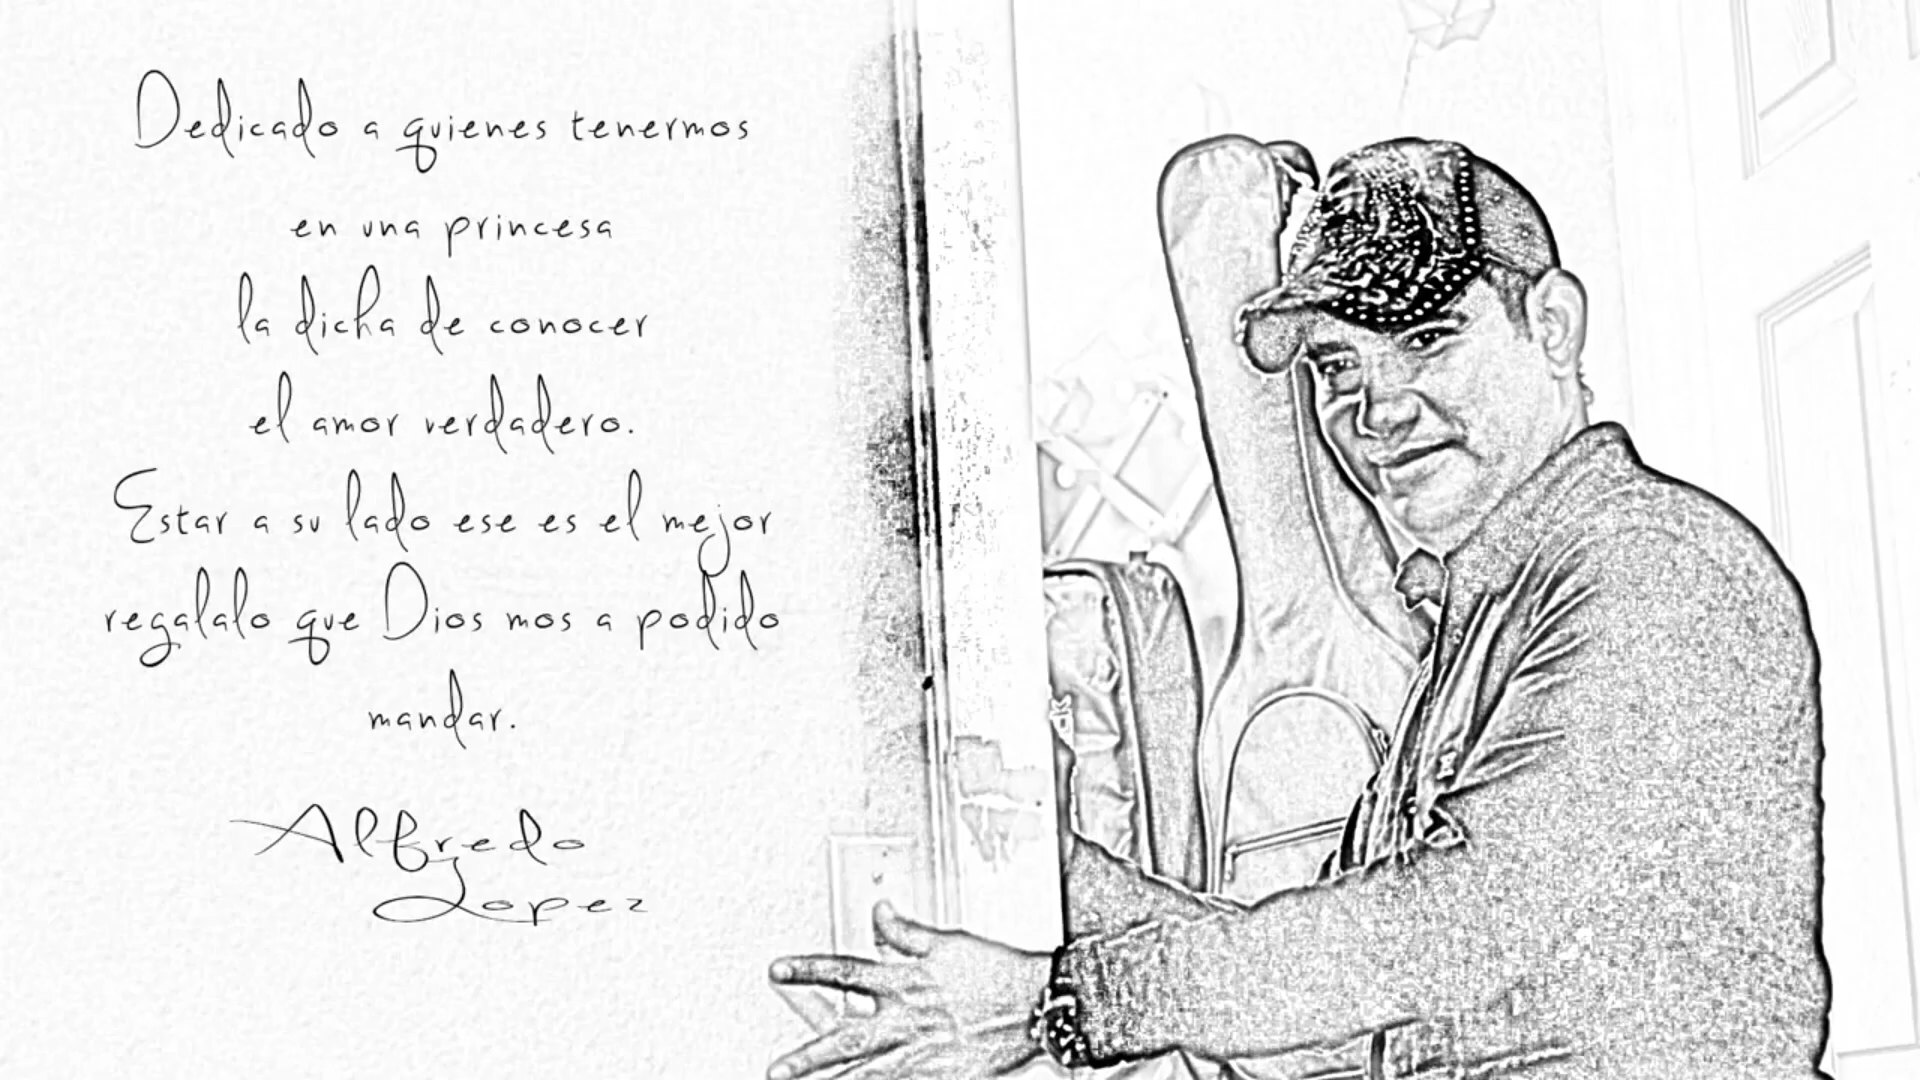 Dedicado a quienes tenermos
en una princesa
la dicha de conocer
el amor verdadero.
Estar a su lado ese es el mejor
regalalo que Dios mos a podido
mandar.
Alfredo
Lopez